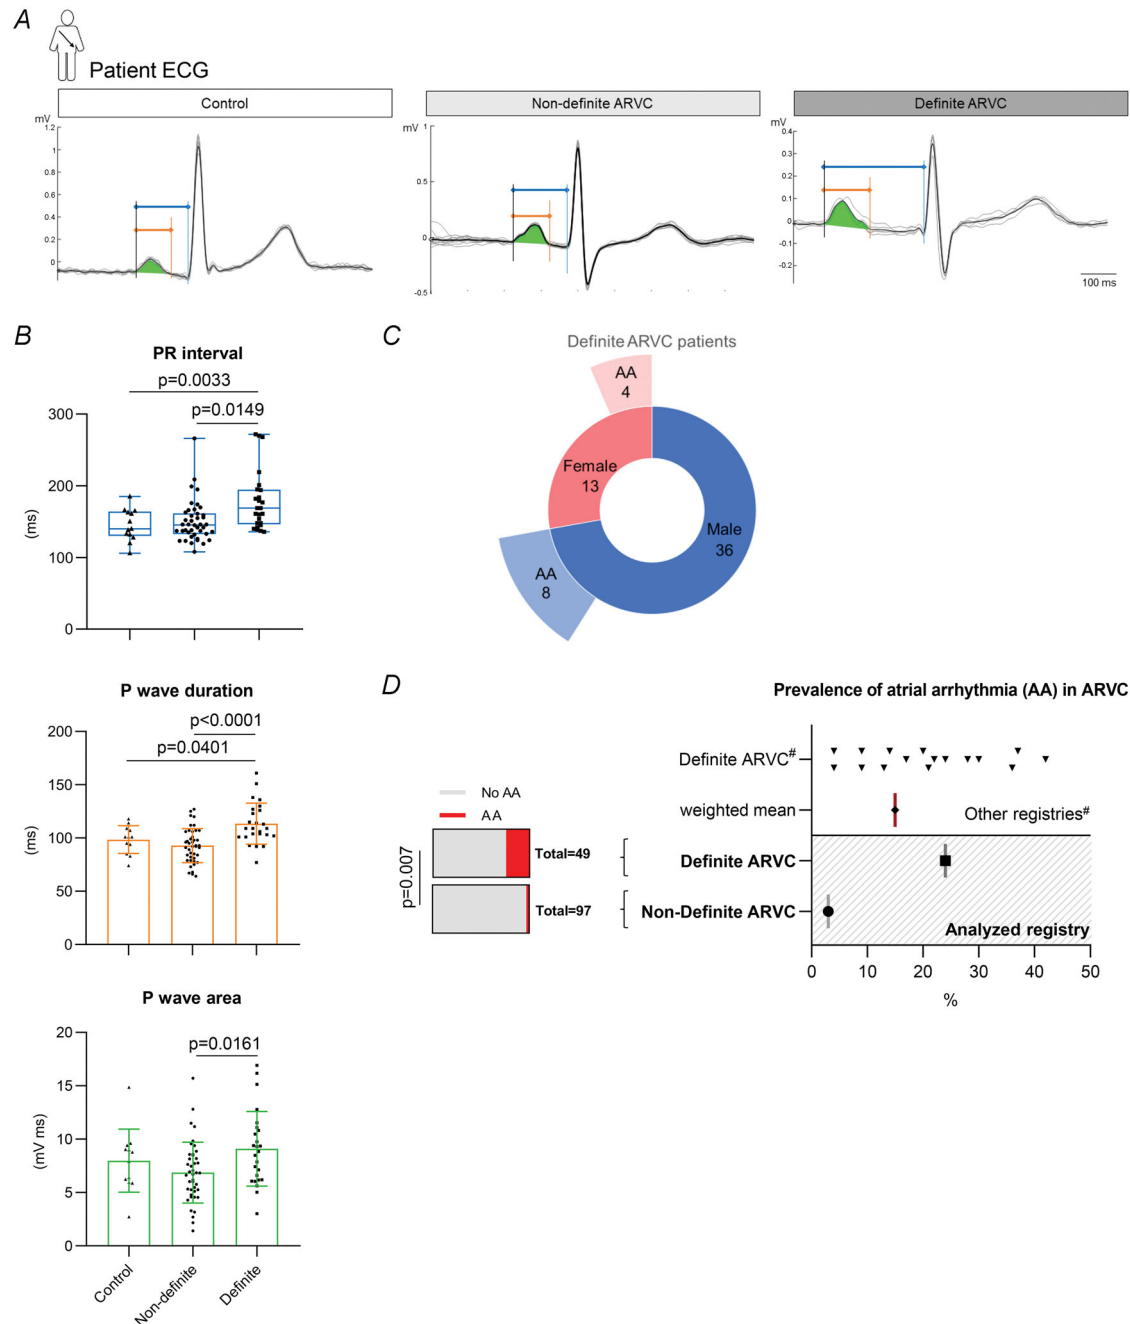 A
Patient ECG
Control
Non-definite ARVC
Definite ARVC
mV
1.2
1
0.8
0.6
0.4
0.2
0
mV
1
0.5
0
-0.5
mV
0.4
0.3
0.2
0.1
0
-0.1
-0.2
100 ms
B
PR interval
p=0.0033
p=0.0149
300
200
100
0
(ms)
P wave duration
p<0.0001
p=0.0401
200
150
100
50
0
(ms)
P wave area
p=0.0161
20
15
10
5
0
(mV ms)
Control
Non-definite
Definite
C
Definite ARVC patients
AA
4
Female
13
Male
36
AA
8
D
Prevalence of atrial arrhythmia (AA) in ARVC
No AA
AA
p=0.007
Total=49
Total=97
Definite ARVC#
weighted mean
Other registries#
Definite ARVC
Non-Definite ARVC
Analyzed registry
0 10 20 30 40 50
%